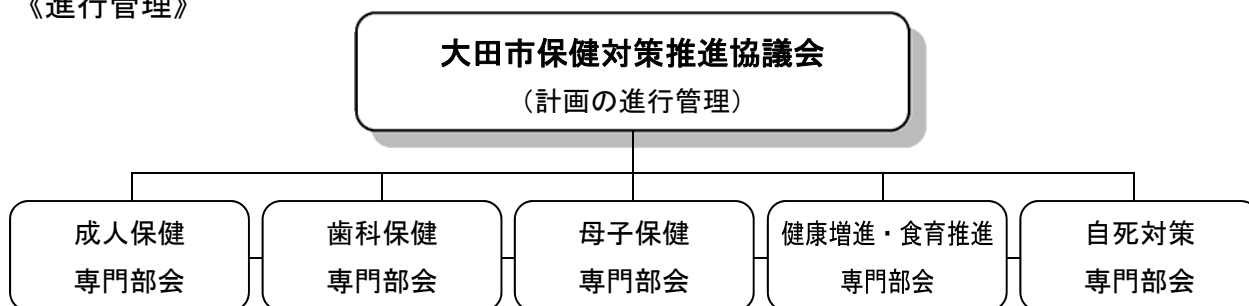 《進行管理》
大田市保健対策推進協議会
（計画の進行管理）
成人保健
専門部会
歯科保健
専門部会
母子保健
専門部会
健康増進・食育推進
専門部会
自死対策
専門部会